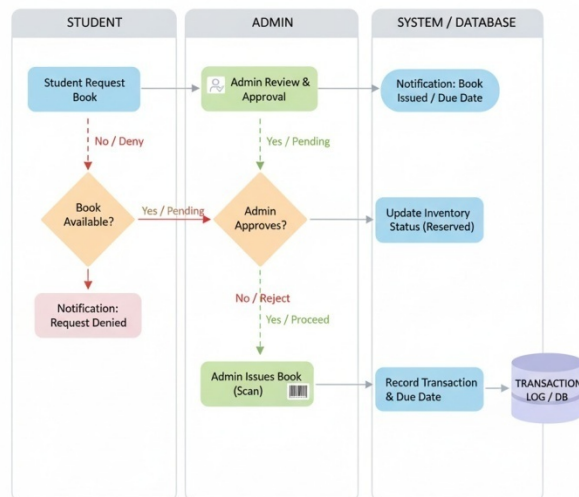 STUDENT
ADMIN
SYSTEM / DATABASE
Student Request
Book
Admin Review &
Approval
Notification: Book
Issued / Due Date
No / Deny
Yes / Pending
Book
Available?
Yes / Pending
Admin
Approves?
Update Inventory
Status (Reserved)
Notification:
Request Denied
No / Reject
Yes / Proceed
Admin Issues Book
(Scan)
Record Transaction
& Due Date
TRANSACTION
LOG / DB